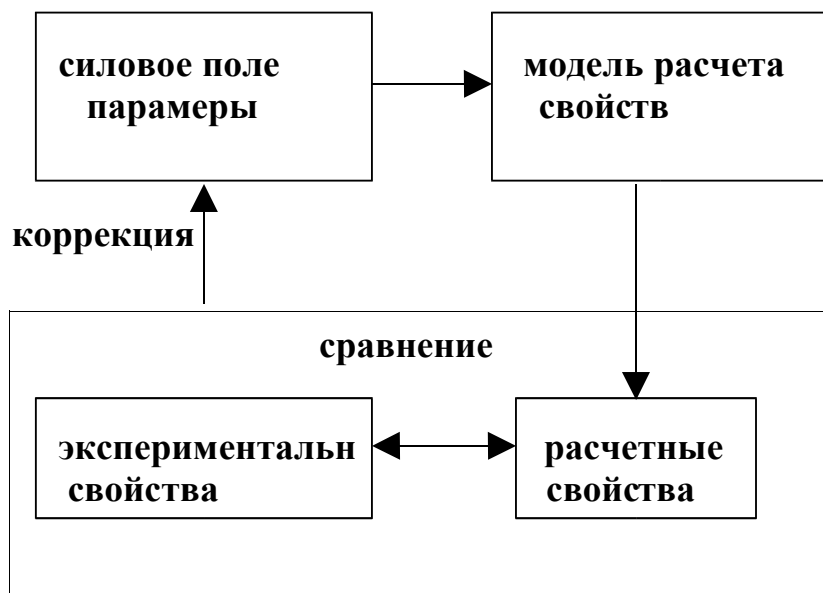 силовое поле
парамеры
модель расчета
свойств
коррекция
сравнение
экспериментальн
свойства
расчетные
свойства